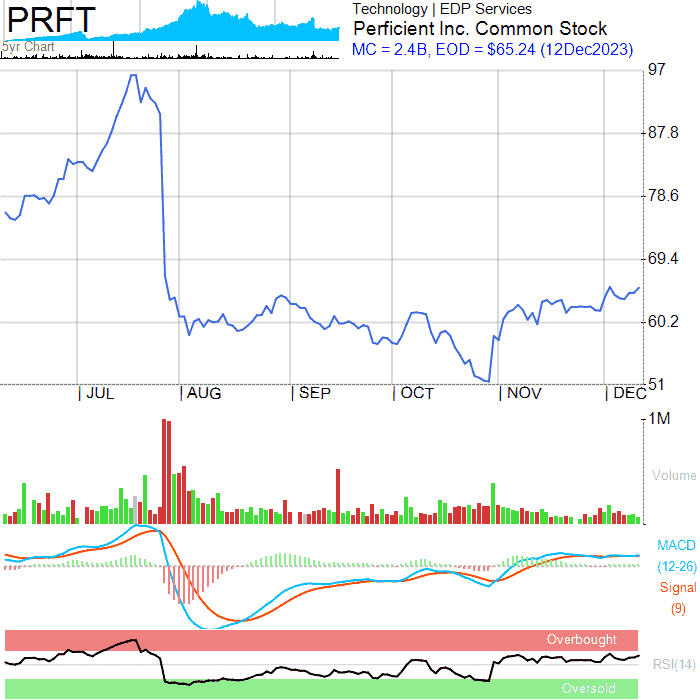 PRFT
5yr Chart
Technology | EDP Services
Perficient Inc. Common Stock
MC = 2.4B, EOD = $65.24 (12Dec2023)
97
87.8
78.6
69.4
60.2
51
| JUL | AUG | SEP | OCT | NOV | DEC
1M
Volume
MACD
(12-26)
Signal
(9)
Overbought
RSI(14)
Oversold